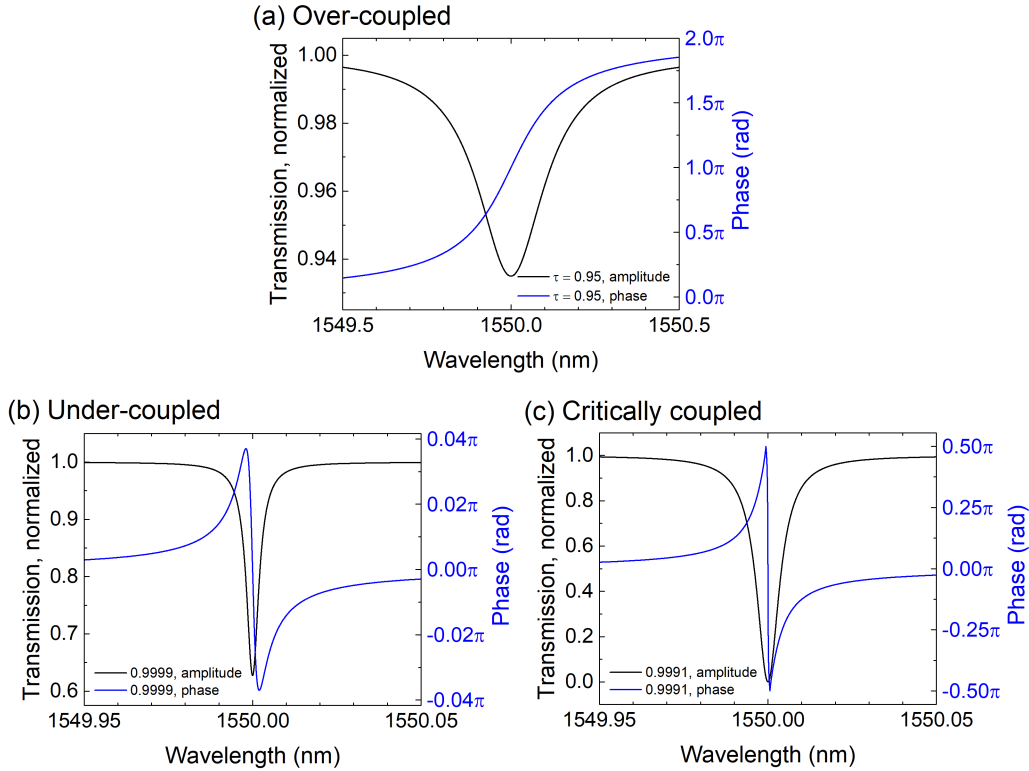 (a) Over-coupled
Transmission, normalized
1.00
0.98
0.96
0.94
2.0π
1.5π
1.0π
0.5π
0.0π
Phase (rad)
τ = 0.95, amplitude
τ = 0.95, phase
1549.5 1550.0 1550.5
Wavelength (nm)
(b) Under-coupled
Transmission, normalized
1.0
0.9
0.8
0.7
0.6
0.04π
0.02π
0.00π
-0.02π
-0.04π
Phase (rad)
0.9999, amplitude
0.9999, phase
1549.95 1550.00 1550.05
Wavelength (nm)
(c) Critically coupled
Transmission, normalized
1.0
0.8
0.6
0.4
0.2
0.0
0.50π
0.25π
0.00π
-0.25π
-0.50π
Phase (rad)
0.9991, amplitude
0.9991, phase
1549.95 1550.00 1550.05
Wavelength (nm)